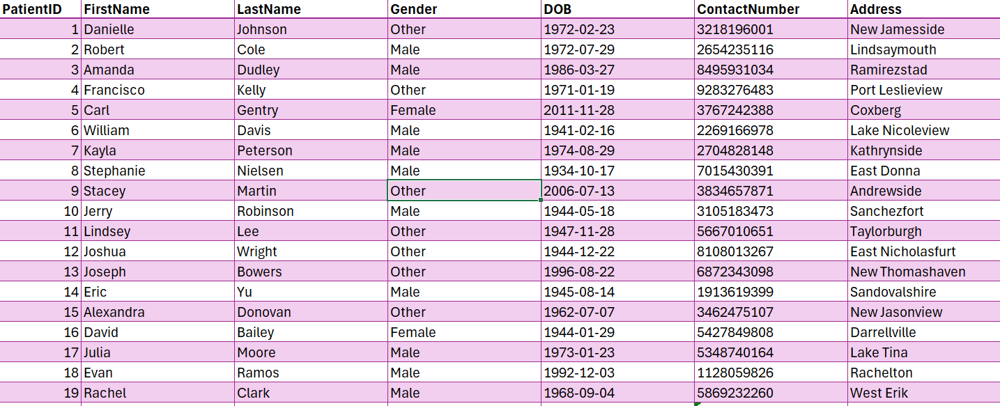 PatientID FirstName LastName Gender DOB ContactNumber Address
1 Danielle Johnson Other 1972-02-23 3218196001 New Jamesside
2 Robert Cole Male 1972-07-29 2654235116 Lindsaymouth
3 Amanda Dudley Male 1986-03-27 8495931034 Ramirezstad
4 Francisco Kelly Other 1971-01-19 9283276483 Port Leslieview
5 Carl Gentry Female 2011-11-28 3767242388 Coxberg
6 William Davis Male 1941-02-16 2269166978 Lake Nicoleview
7 Kayla Peterson Male 1974-08-29 2704828148 Kathrynside
8 Stephanie Nielsen Male 1934-10-17 7015430391 East Donna
9 Stacey Martin Other 2006-07-13 3834657871 Andrewside
10 Jerry Robinson Male 1944-05-18 3105183473 Sanchezfort
11 Lindsey Lee Other 1947-11-28 5667010651 Taylorburgh
12 Joshua Wright Other 1944-12-22 8108013267 East Nicholasfurt
13 Joseph Bowers Other 1996-08-22 6872343098 New Thomashaven
14 Eric Yu Male 1945-08-14 1913619399 Sandovalshire
15 Alexandra Donovan Other 1962-07-07 3462475107 New Jasonview
16 David Bailey Female 1944-01-29 5427849808 Darrellville
17 Julia Moore Male 1973-01-23 5348740164 Lake Tina
18 Evan Ramos Male 1992-12-03 1128059826 Rachelton
19 Rachel Clark Male 1968-09-04 5869232260 West Erik